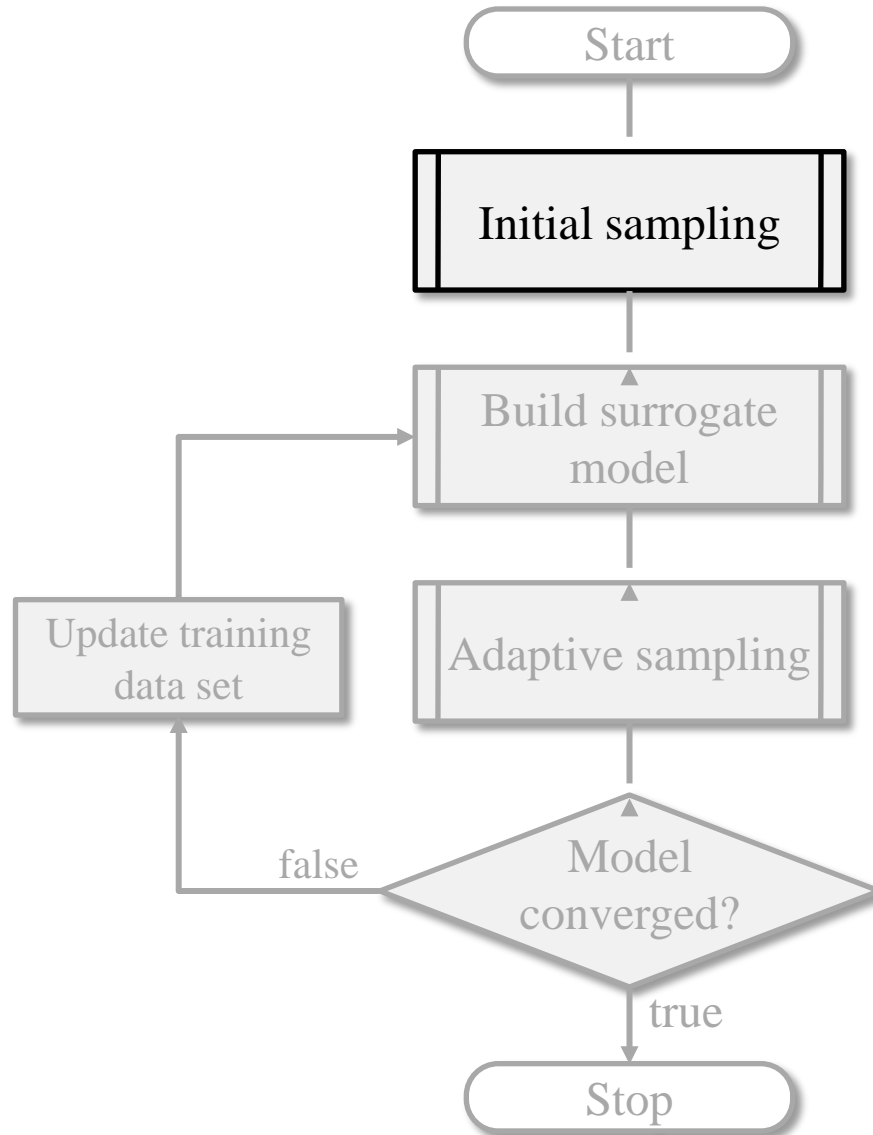 Start
Initial sampling
Build surrogate
model
Adaptive sampling
Update training
data set
Model
converged?
false
true
Stop